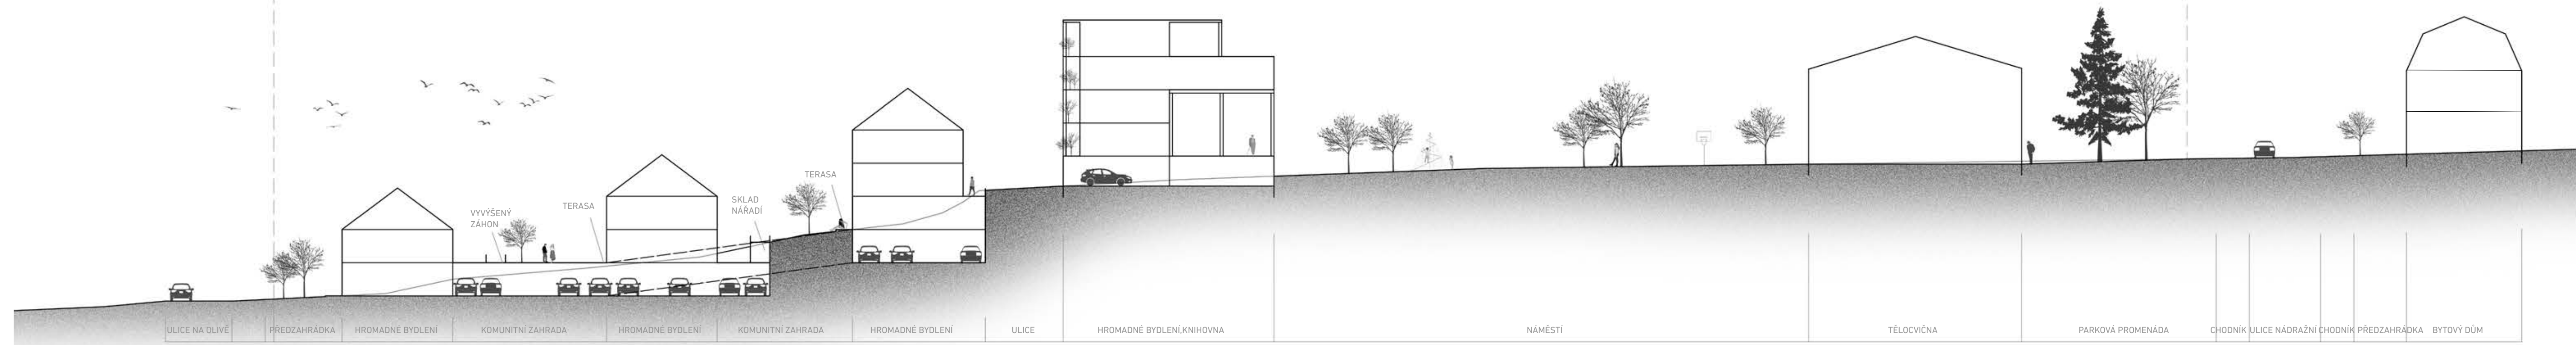 VYVÝŠENÝ
ZÁHON
TERASA
SKLAD
NÁŘADÍ
TERASA
ULICE NA OLIVĚ
PŘEDZAHRÁDKA
HROMADNÉ BYDLENÍ
KOMUNITNÍ ZAHRADA
HROMADNÉ BYDLENÍ
KOMUNITNÍ ZAHRADA
HROMADNÉ BYDLENÍ
ULICE
HROMADNÉ BYDLENÍ,KNIHOVNA
NÁMĚSTÍ
TĚLOCVIČNA
PARKOVÁ PROMENÁDA
CHODNÍK
ULICE NÁDRAŽNÍ
CHODNÍK
PŘEDZAHRÁDKA
BYTOVÝ DŮM